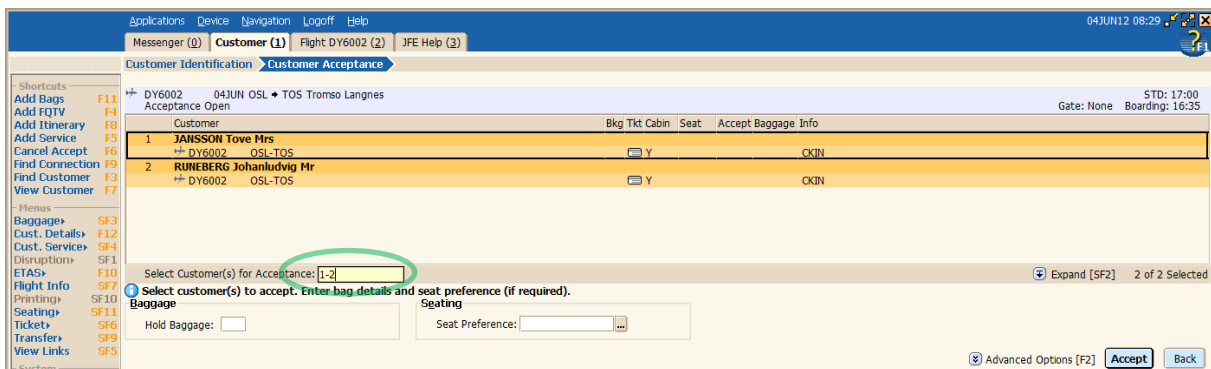 Applications Device Navigation Logoff Help 04JUN12 08:29
Messenger (0) Customer (1) Flight DY6002 (2) JFE Help (3)
? F1
Customer Identification Customer Acceptance
Shortcuts
Add Bags F11
Add FQTV F4
Add Itinerary F8
Add Service F5
Cancel Accept F6
Find Connection F9
Find Customer F3
View Customer F7
Menus
Baggage SF3
Cust. Details F12
Cust. Service SF4
Disruption SF1
ETAS F10
Flight Info SF7
Printing SF10
Seating SF11
Ticket SF6
Transfer SF9
View Links SF5
System
DY6002 04JUN OSL TOS Tromso Langnes STD: 17:00
Acceptance Open Gate: None Boarding: 16:35
Customer Bkg Tkt Cabin Seat Accept Baggage Info
1 JANSSON Tove Mrs
DY6002 OSL-TOS Y CKIN
2 RUNEBERG Johanludvig Mr
DY6002 OSL-TOS Y CKIN
Select Customer(s) for Acceptance: 1-2 Expand [SF2] 2 of 2 Selected
Select customer(s) to accept. Enter bag details and seat preference (if required).
Baggage Seating
Hold Baggage: Seat Preference: ...
Advanced Options [F2] Accept Back